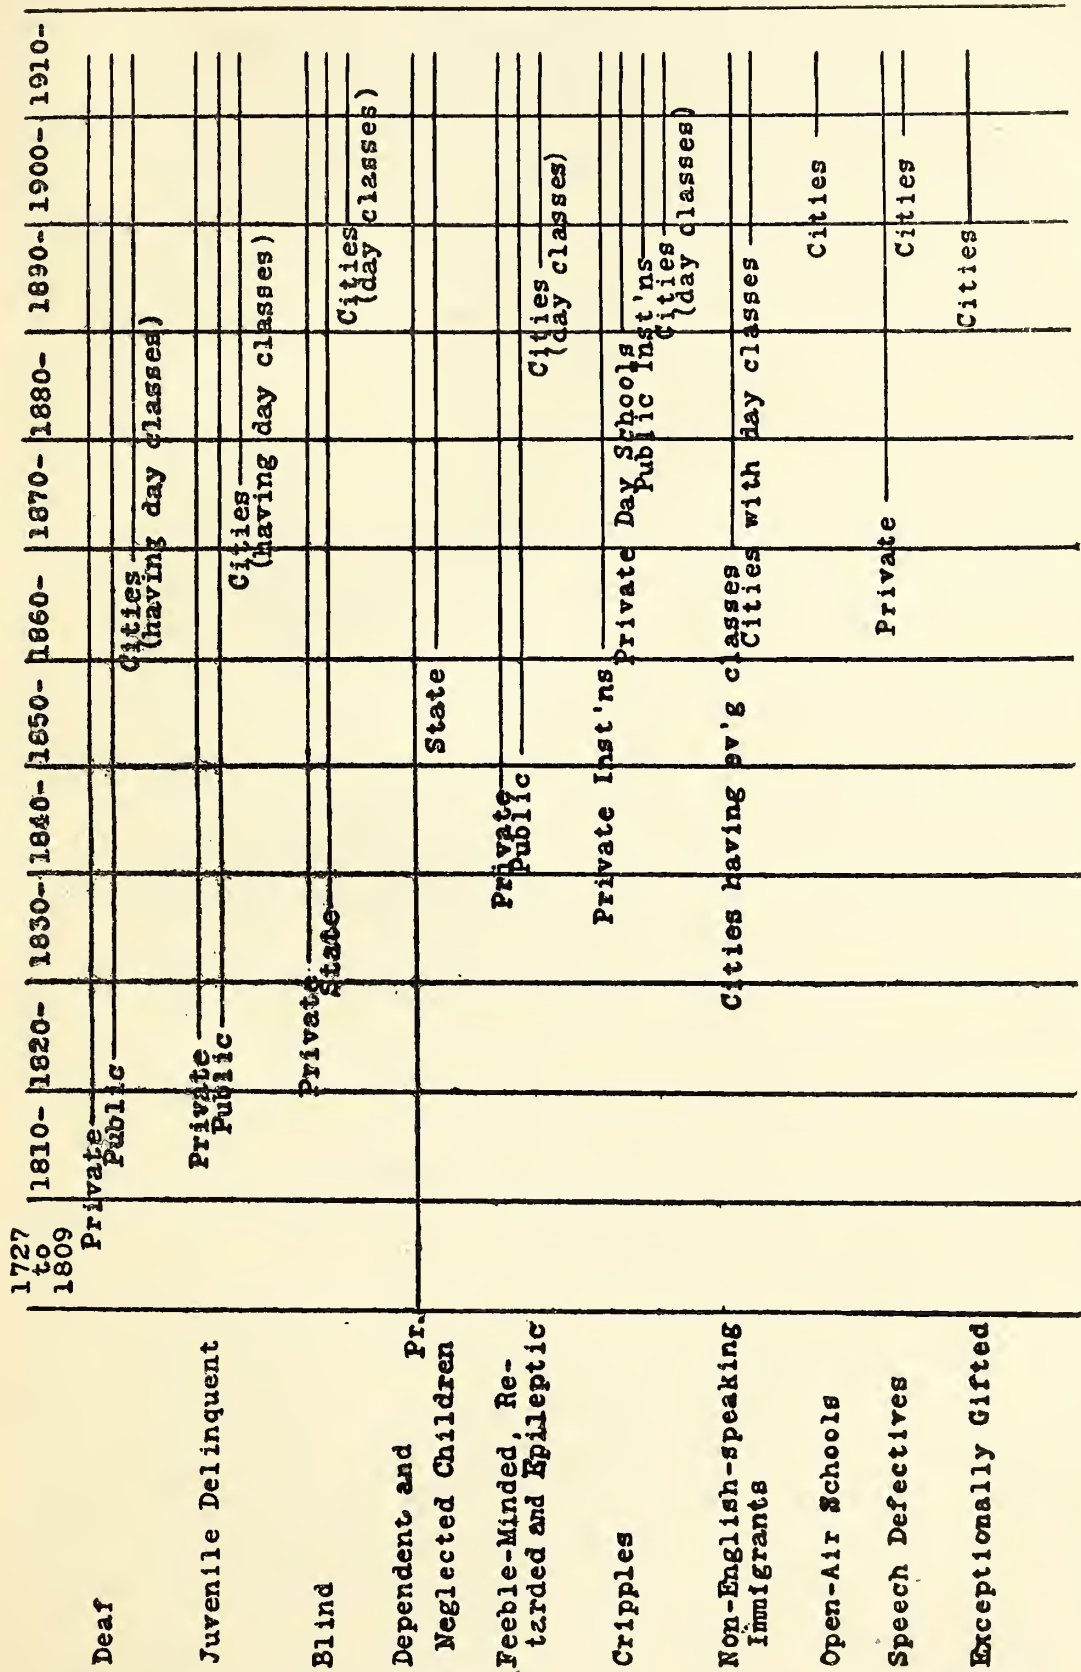 1727
to
1809
1810- 1820- 1830- 1840- 1850- 1860- 1870- 1880- 1890- 1900- 1910-
Deaf
Private
Public
Cities
(having day classes)
Juvenile Delinquent
Private
Public
Cities
(having day classes)
Blind
Private
State
Cities
(day classes)
Dependent and
Neglected Children
Pr.
State
Feeble-Minded, Re-
tarded and Epileptic
Private
Public
Cities
(day classes)
Cripples
Private Inst'ns
Private Day Schools
Public Inst'ns
Cities
(day classes)
Non-English-speaking
Immigrants
Cities having ev'g classes
Cities with day classes
Open-Air Schools
Cities
Speech Defectives
Private
Cities
Exceptionally Gifted
Cities